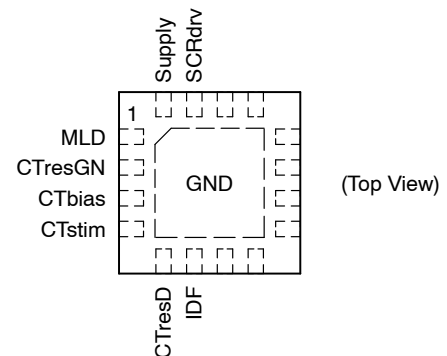 Supply
SCRdrv
1
MLD
CTresGN
CTbias
CTstim
GND
(Top View)
CTresD
IDF